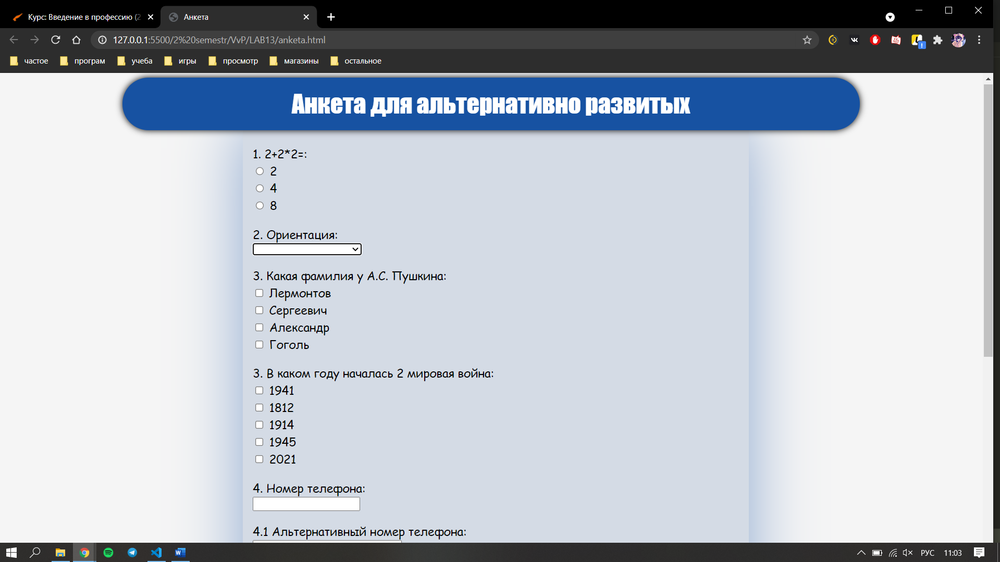 Курс: Введение в профессию (2
Анкета
127.0.0.1:5500/2%20semestr/VvP/LAB13/anketa.html
частое програм учеба игры просмотр магазины остальное
Анкета для альтернативно развитых
1. 2+2*2=:
2
4
8
2. Ориентация:
3. Какая фамилия у А.С. Пушкина:
Лермонтов
Сергеевич
Александр
Гоголь
3. В каком году началась 2 мировая война:
1941
1812
1914
1945
2021
4. Номер телефона:
4.1 Альтернативный номер телефона:
РУС 11:03